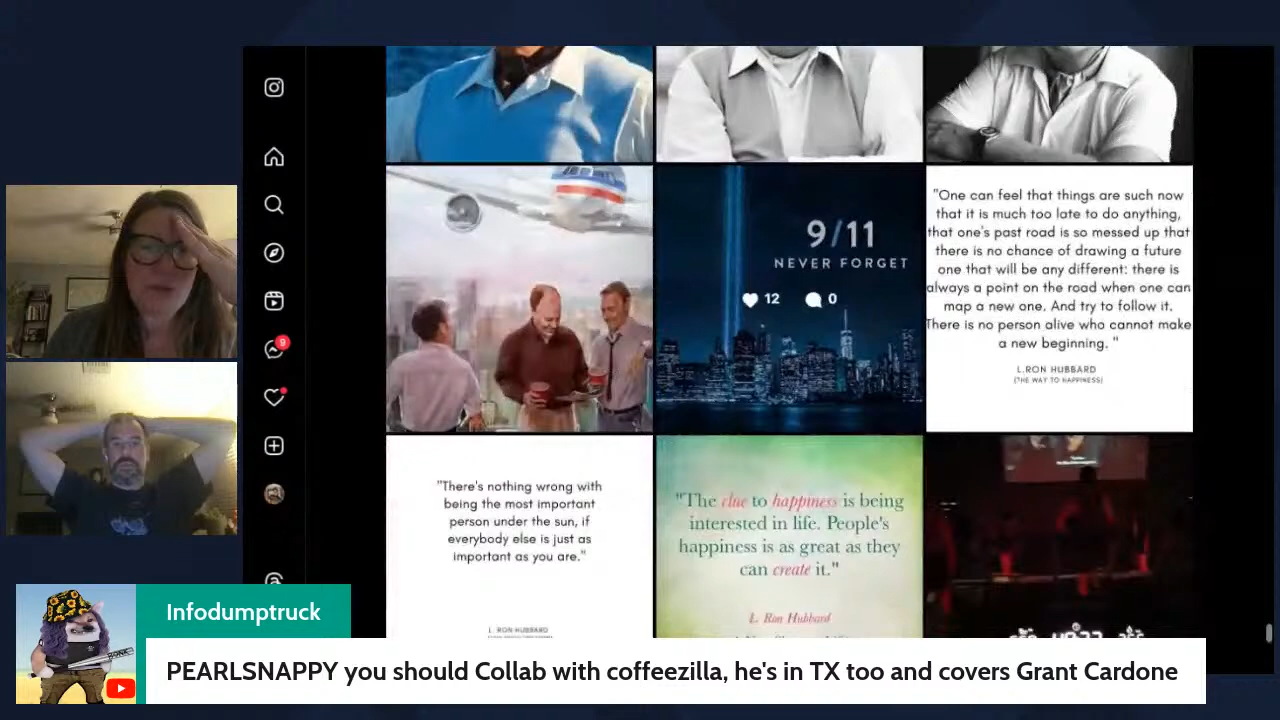 9
9/11
NEVER FORGET
12
0
"One can feel that things are such now
that it is much too late to do anything,
that one's past road is so messed up that
there is no chance of drawing a future
one that will be any different: there is
always a point on the road when one can
map a new one. And try to follow it.
There is no person alive who cannot make
a new beginning. "
L.RON HUBBARD
(THE WAY TO HAPPINESS)
"There's nothing wrong with
being the most important
person under the sun, if
everybody else is just as
important as you are."
L. RON HUBBARD
"The clue to happiness is being
interested in life. People's
happiness is as great as they
can create it."
L. Ron Hubbard
Infodumptruck
PEARLSNAPPY you should Collab with coffeezilla, he's in TX too and covers Grant Cardone